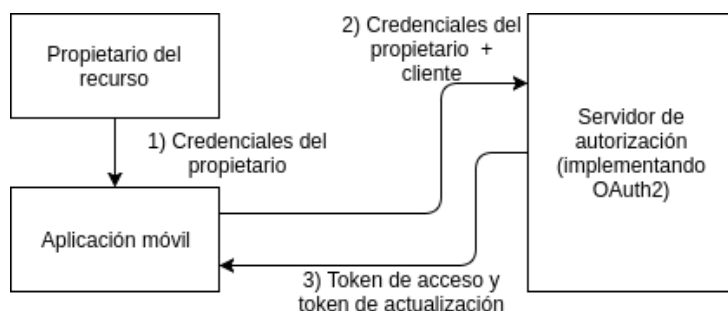 Propietario del
recurso
1) Credenciales del
propietario
Aplicación móvil
2) Credenciales del
propietario +
cliente
Servidor de
autorización
(implementando
OAuth2)
3) Token de acceso y
token de actualización